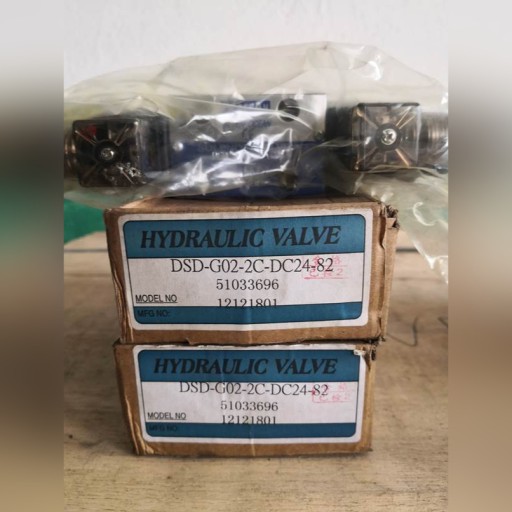 HYDRAULIC VALVE
DSD-G02-2C-DC24-82
51033696
MODEL NO
12121801
MFG NO:
HYDRAULIC VALVE
DSD-G02-2C-DC24-82
51033696
MODEL NO
12121801
MFG NO: